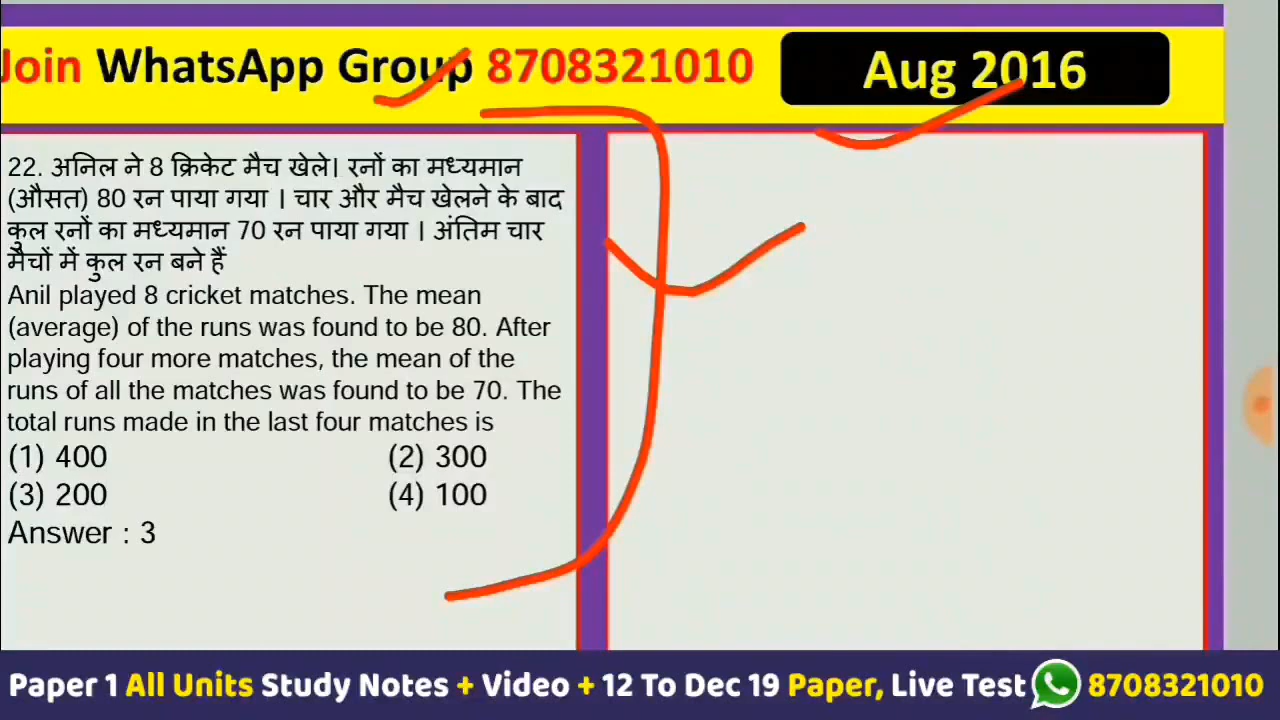 Join WhatsApp Group 8708321010
Aug 2016
22. अनिल ने 8 क्रिकेट मैच खेले। रनों का मध्यमान
(औसत) 80 रन पाया गया । चार और मैच खेलने के बाद
कुल रनों का मध्यमान 70 रन पाया गया । अंतिम चार
मैचों में कुल रन बने हैं
Anil played 8 cricket matches. The mean
(average) of the runs was found to be 80. After
playing four more matches, the mean of the
runs of all the matches was found to be 70. The
total runs made in the last four matches is
(1) 400 (2) 300
(3) 200 (4) 100
Answer : 3
Paper 1 All Units Study Notes + Video + 12 To Dec 19 Paper, Live Test 8708321010